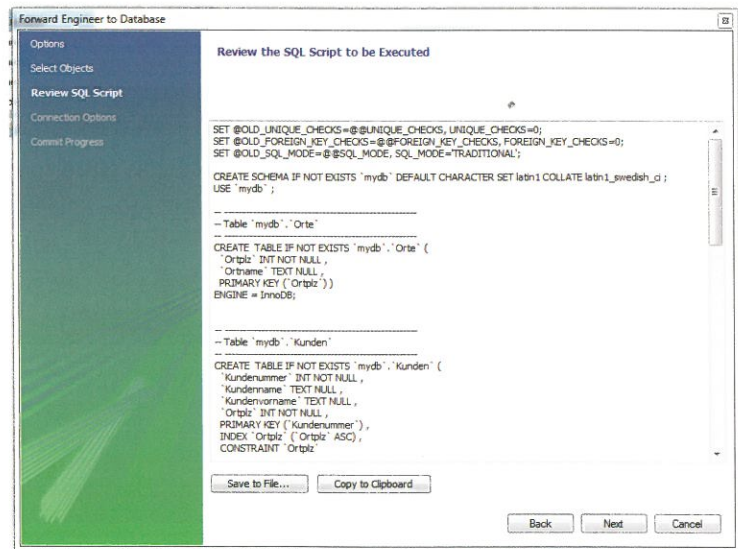 Forward Engineer to Database
Options
Select Objects
Review SQL Script
Connection Options
Commit Progress
Review the SQL Script to be Executed
SET @OLD_UNIQUE_CHECKS=@@UNIQUE_CHECKS, UNIQUE_CHECKS=0;
SET @OLD_FOREIGN_KEY_CHECKS=@@FOREIGN_KEY_CHECKS, FOREIGN_KEY_CHECKS=0;
SET @OLD_SQL_MODE=@@SQL_MODE, SQL_MODE='TRADITIONAL';
CREATE SCHEMA IF NOT EXISTS `mydb` DEFAULT CHARACTER SET latin1 COLLATE latin1_swedish_ci ;
USE `mydb` ;
-- -----------------------------------------------------
-- Table `mydb`.`Orte`
-- -----------------------------------------------------
CREATE TABLE IF NOT EXISTS `mydb`.`Orte` (
`Ortplz` INT NOT NULL ,
`Ortname` TEXT NULL ,
PRIMARY KEY (`Ortplz`) )
ENGINE = InnoDB;
-- -----------------------------------------------------
-- Table `mydb`.`Kunden`
-- -----------------------------------------------------
CREATE TABLE IF NOT EXISTS `mydb`.`Kunden` (
`Kundenummer` INT NOT NULL ,
`Kundenname` TEXT NULL ,
`Kundenvorname` TEXT NULL ,
`Ortplz` INT NOT NULL ,
PRIMARY KEY (`Kundenummer`) ,
INDEX `Ortplz` (`Ortplz` ASC) ,
CONSTRAINT `Ortplz`
Save to File... Copy to Clipboard
Back Next Cancel